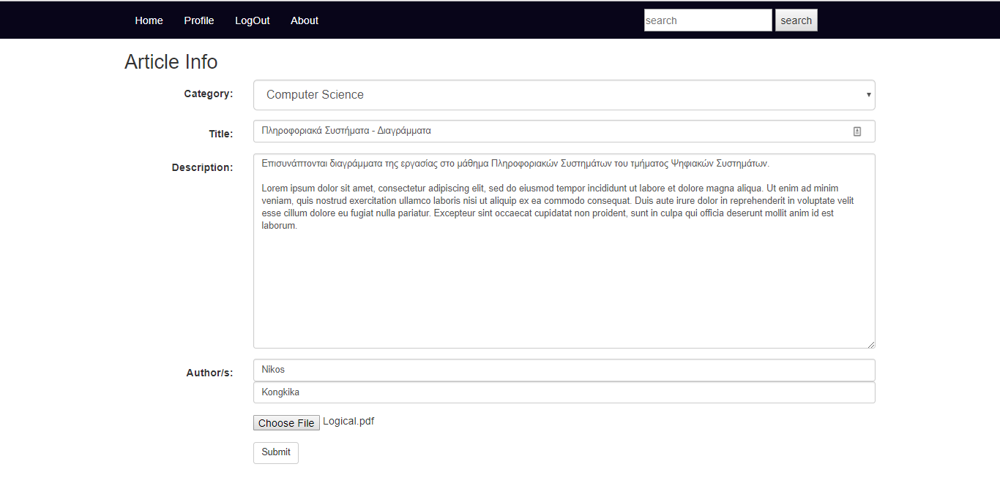 Home Profile LogOut About search search
Article Info
Category: Computer Science
Title: Πληροφοριακά Συστήματα - Διαγράμματα
Description: Επισυνάπτονται διαγράμματα της εργασίας στο μάθημα Πληροφοριακών Συστημάτων του τμήματος Ψηφιακών Συστημάτων.
Lorem ipsum dolor sit amet, consectetur adipiscing elit, sed do eiusmod tempor incididunt ut labore et dolore magna aliqua. Ut enim ad minim
veniam, quis nostrud exercitation ullamco laboris nisi ut aliquip ex ea commodo consequat. Duis aute irure dolor in reprehenderit in voluptate velit
esse cillum dolore eu fugiat nulla pariatur. Excepteur sint occaecat cupidatat non proident, sunt in culpa qui officia deserunt mollit anim id est
laborum.
Author/s: Nikos
Kongkika
Choose File Logical.pdf
Submit